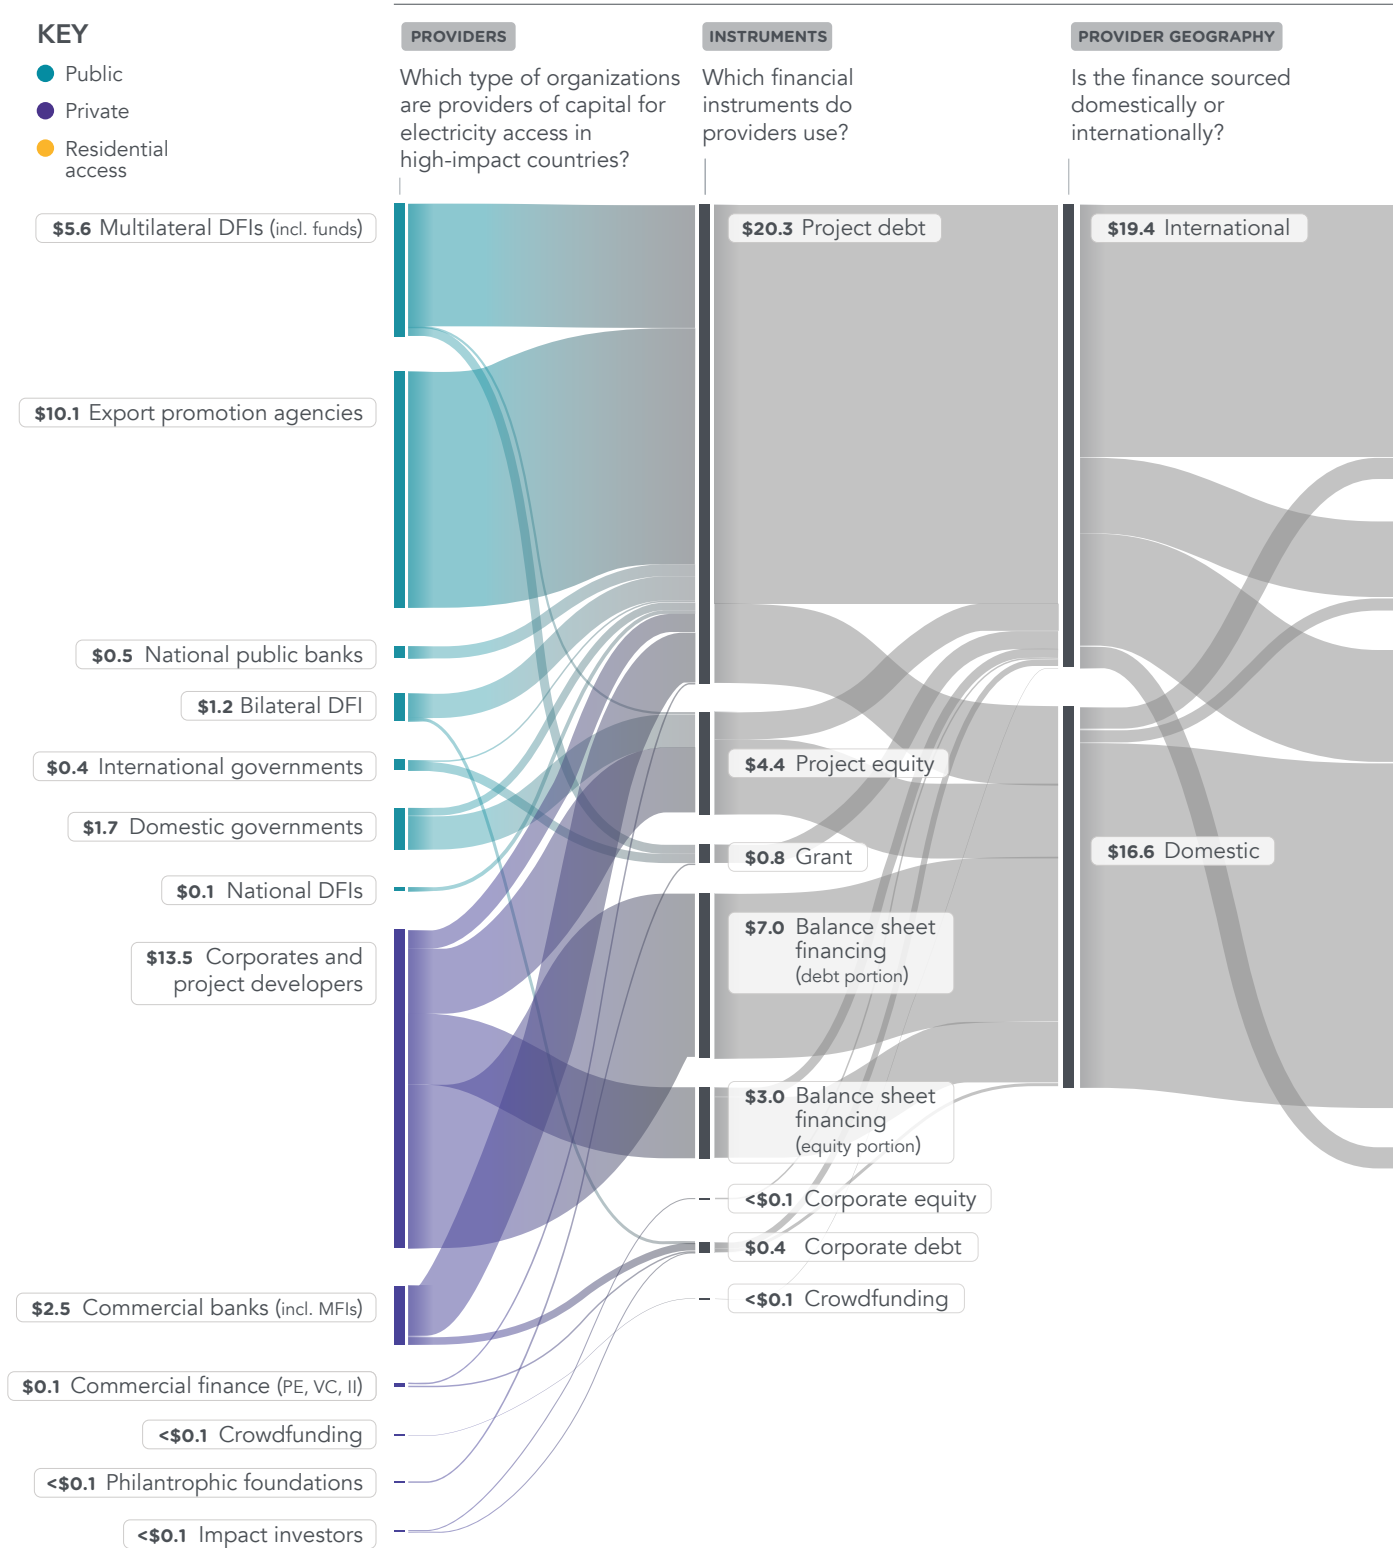 KEY
Public
Private
Residential
access
PROVIDERS
Which type of organizations
are providers of capital for
electricity access in
high-impact countries?
$5.6 Multilateral DFIs (incl. funds)
$10.1 Export promotion agencies
$0.5 National public banks
$1.2 Bilateral DFI
$0.4 International governments
$1.7 Domestic governments
$0.1 National DFIs
$13.5 Corporates and
project developers
$2.5 Commercial banks (incl. MFIs)
$0.1 Commercial finance (PE, VC, II)
<$0.1 Crowdfunding
<$0.1 Philantrophic foundations
<$0.1 Impact investors
INSTRUMENTS
Which financial
instruments do
providers use?
$20.3 Project debt
$4.4 Project equity
$0.8 Grant
$7.0 Balance sheet
financing
(debt portion)
$3.0 Balance sheet
financing
(equity portion)
<$0.1 Corporate equity
$0.4 Corporate debt
<$0.1 Crowdfunding
PROVIDER GEOGRAPHY
Is the finance sourced
domestically or
internationally?
$19.4 International
$16.6 Domestic